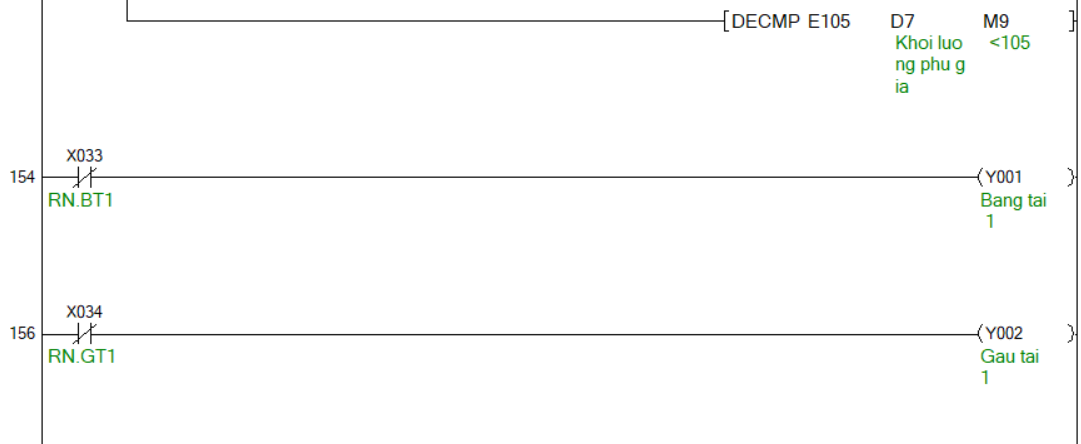 DECMP E105 D7 M9
Khoi luo <105
ng phu g
ia
X033
154 Y001
RN.BT1 Bang tai
1
X034
156 Y002
RN.GT1 Gau tai
1